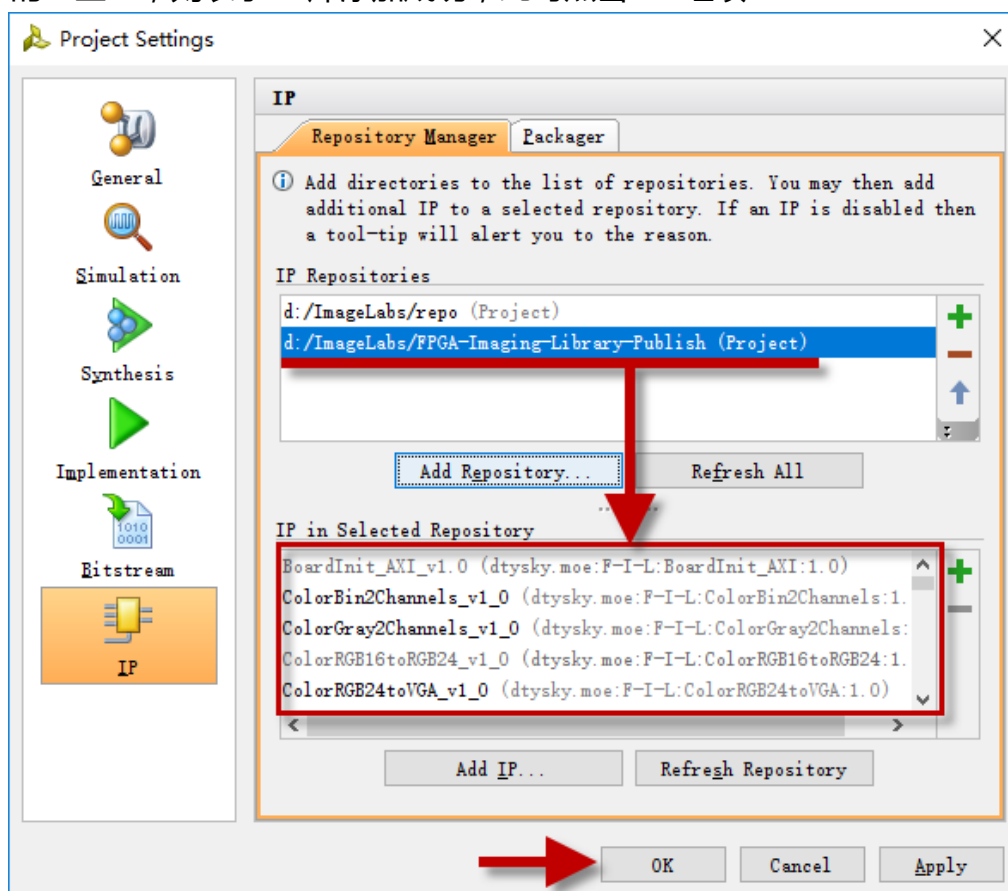 Project Settings
IP
Repository Manager
Packager
General
Simulation
Synthesis
Implementation
1010
0001
Bitstream
IP
Add directories to the list of repositories. You may then add
additional IP to a selected repository. If an IP is disabled then
a tool-tip will alert you to the reason.
IP Repositories
d:/ImageLabs/repo (Project)
d:/ImageLabs/FPGA-Imaging-Library-Publish (Project)
Add Repository...
Refresh All
IP in Selected Repository
BoardInit_AXI_v1.0 (dtysky.moe:F-I-L:BoardInit_AXI:1.0)
ColorBin2Channels_v1_0 (dtysky.moe:F-I-L:ColorBin2Channels:1.
ColorGray2Channels_v1_0 (dtysky.moe:F-I-L:ColorGray2Channels:
ColorRGB16toRGB24_v1_0 (dtysky.moe:F-I-L:ColorRGB16toRGB24:1.
ColorRGB24toVGA_v1_0 (dtysky.moe:F-I-L:ColorRGB24toVGA:1.0)
Add IP...
Refresh Repository
OK
Cancel
Apply